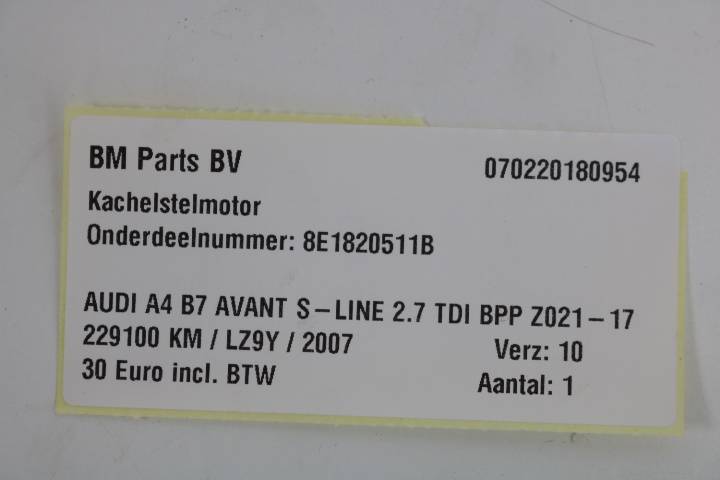 BM Parts BV 070220180954
Kachelstelmotor
Onderdeelnummer: 8E1820511B
AUDI A4 B7 AVANT S-LINE 2.7 TDI BPP Z021-17
229100 KM / LZ9Y / 2007 Verz: 10
30 Euro incl. BTW Aantal: 1